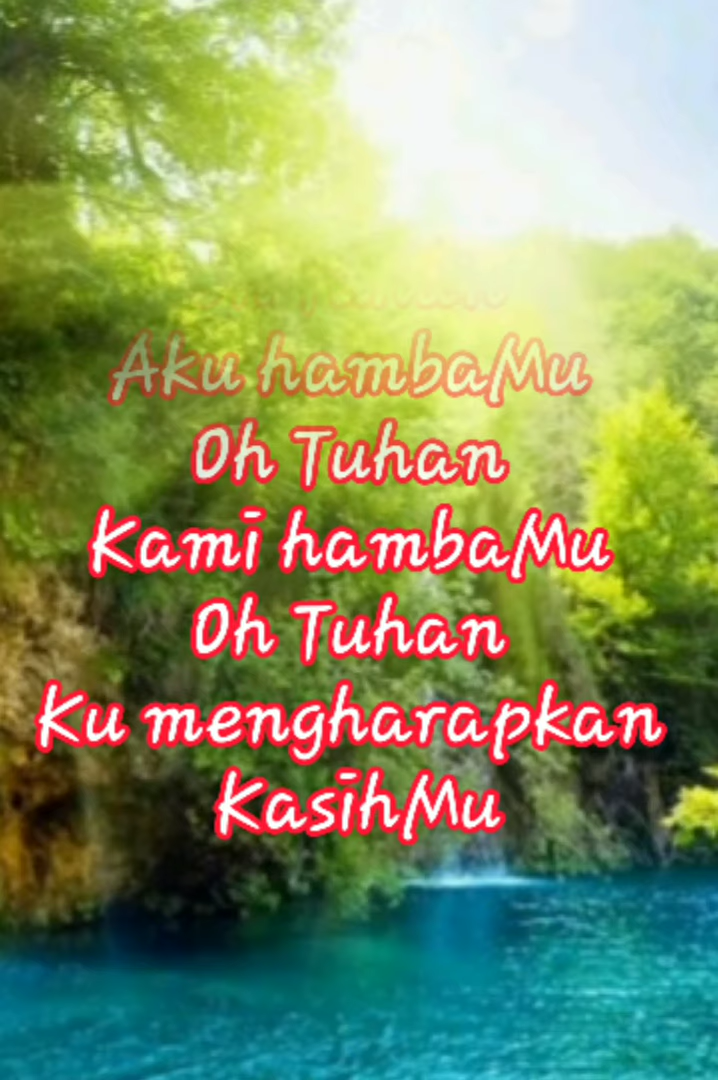 Aku hambaMu
Oh Tuhan
Kami hambaMu
Oh Tuhan
Ku mengharapkan
KasihMu